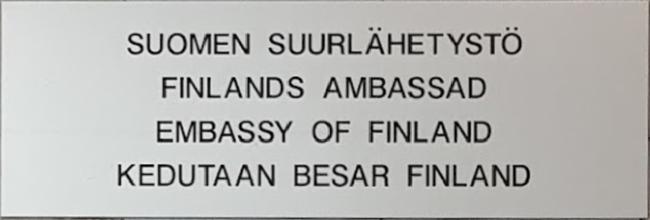 SUOMEN SUURLÄHETYSTÖ
FINLANDS AMBASSAD
EMBASSY OF FINLAND
KEDUTAAN BESAR FINLAND